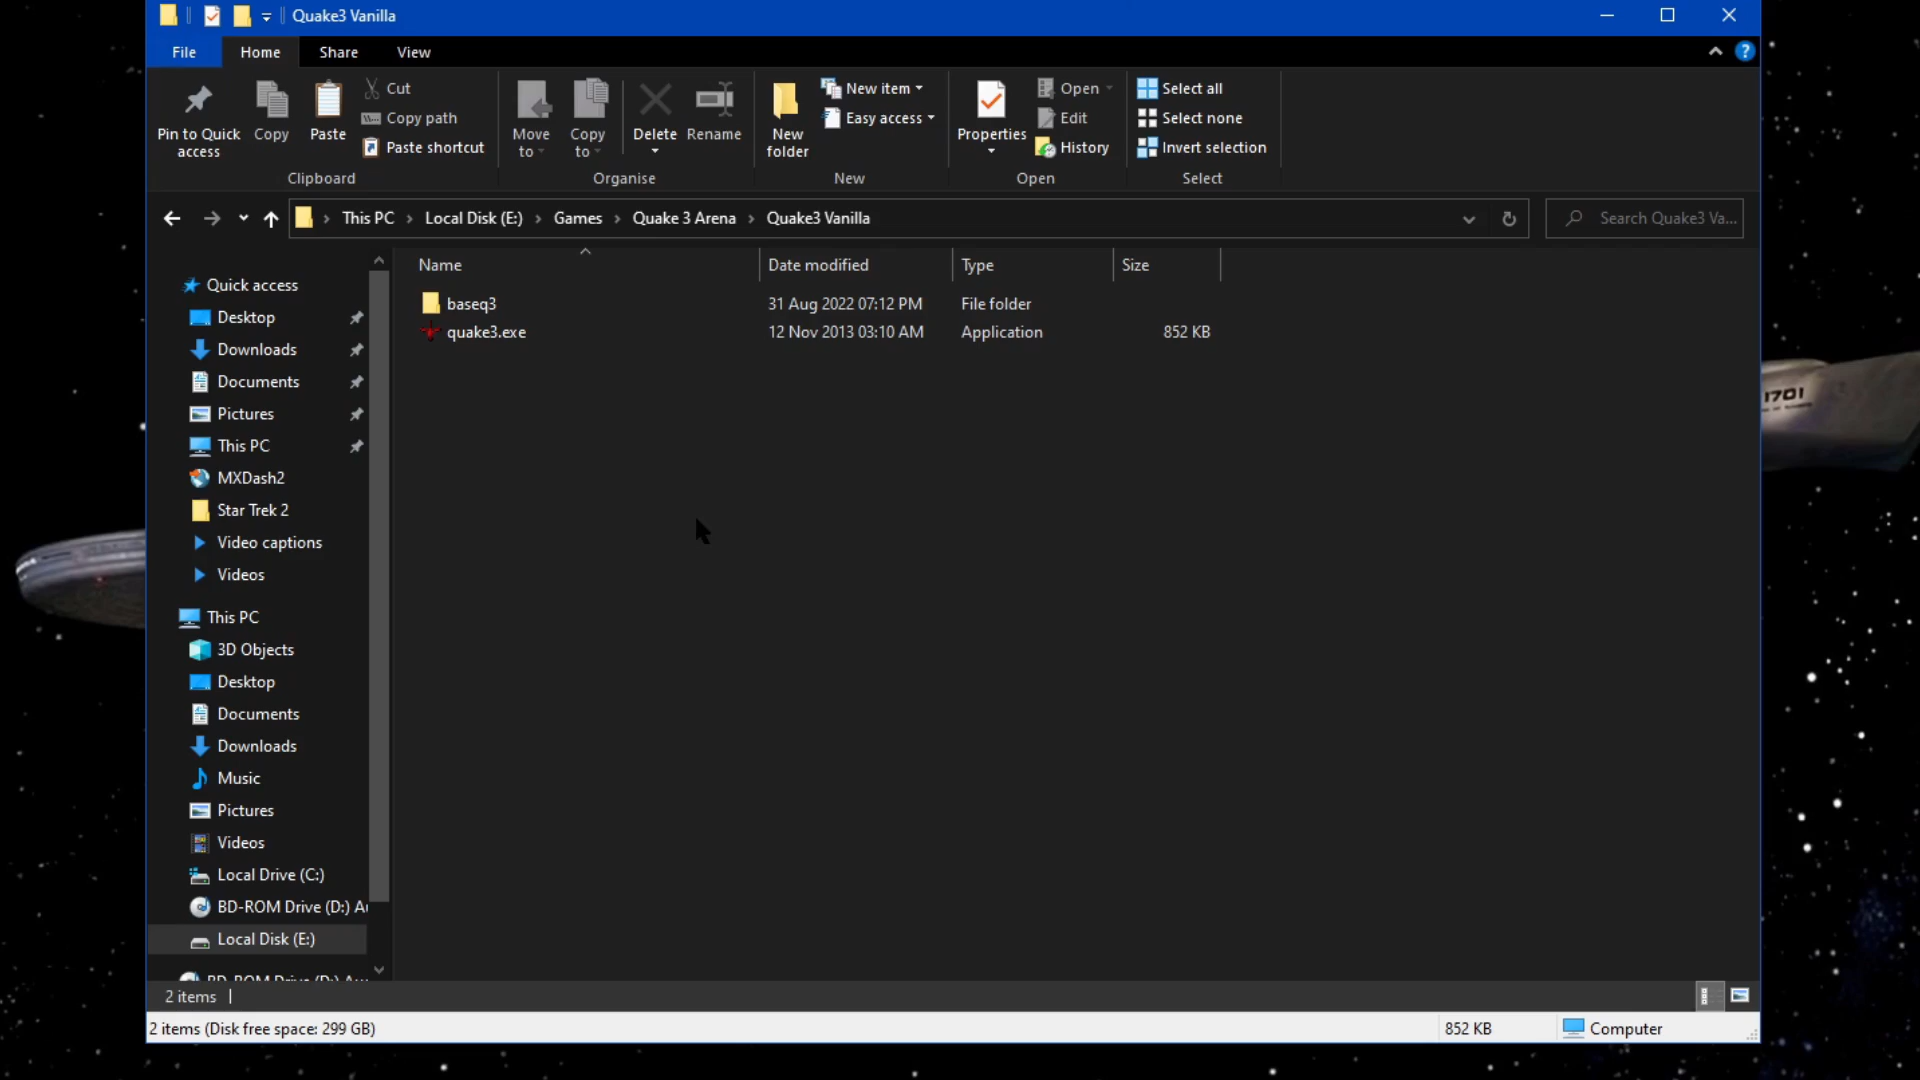 Quake3 Vanilla
File Home Share View
Pin to Quick access
Copy
Paste
Cut
Copy path
Paste shortcut
Clipboard
Move to
Copy to
Delete
Rename
Organise
New folder
New item
Easy access
New
Properties
Open
Edit
History
Open
Select all
Select none
Invert selection
Select
This PC › Local Disk (E:) › Games › Quake 3 Arena › Quake3 Vanilla
Search Quake3 Va...
Name Date modified Type Size
baseq3 31 Aug 2022 07:12 PM File folder
quake3.exe 12 Nov 2013 03:10 AM Application 852 KB
Quick access
Desktop
Downloads
Documents
Pictures
This PC
MXDash2
Star Trek 2
Video captions
Videos
This PC
3D Objects
Desktop
Documents
Downloads
Music
Pictures
Videos
Local Drive (C:)
BD-ROM Drive (D:) Au
Local Disk (E:)
BD-ROM Drive (D:) Au
2 items
2 items (Disk free space: 299 GB) 852 KB Computer
1701